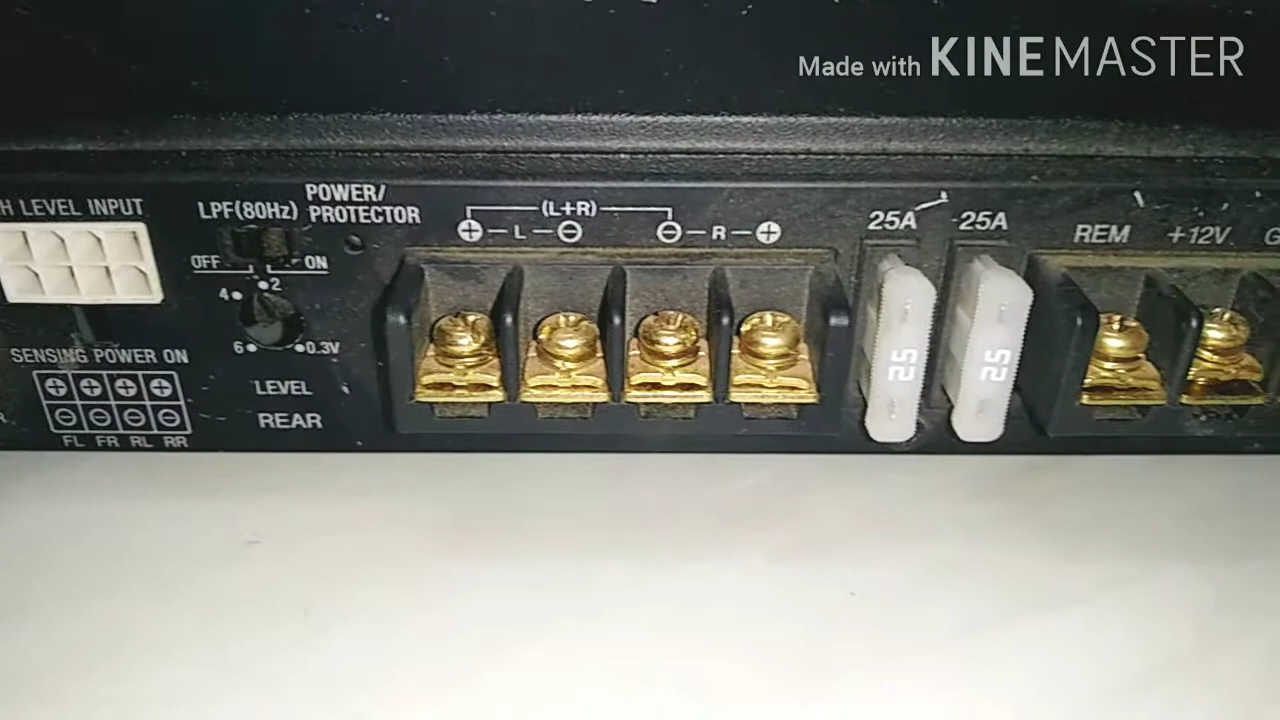 Made with KINEMASTER
H LEVEL INPUT
LPF(80Hz)
POWER/
PROTECTOR
OFF
ON
4
2
6
0.3V
LEVEL
REAR
SENSING POWER ON
FL FR RL RR
(L+R)
⊕ — L — ⊖
⊖ — R — ⊕
25A
25A
25
25
REM
+12V
G